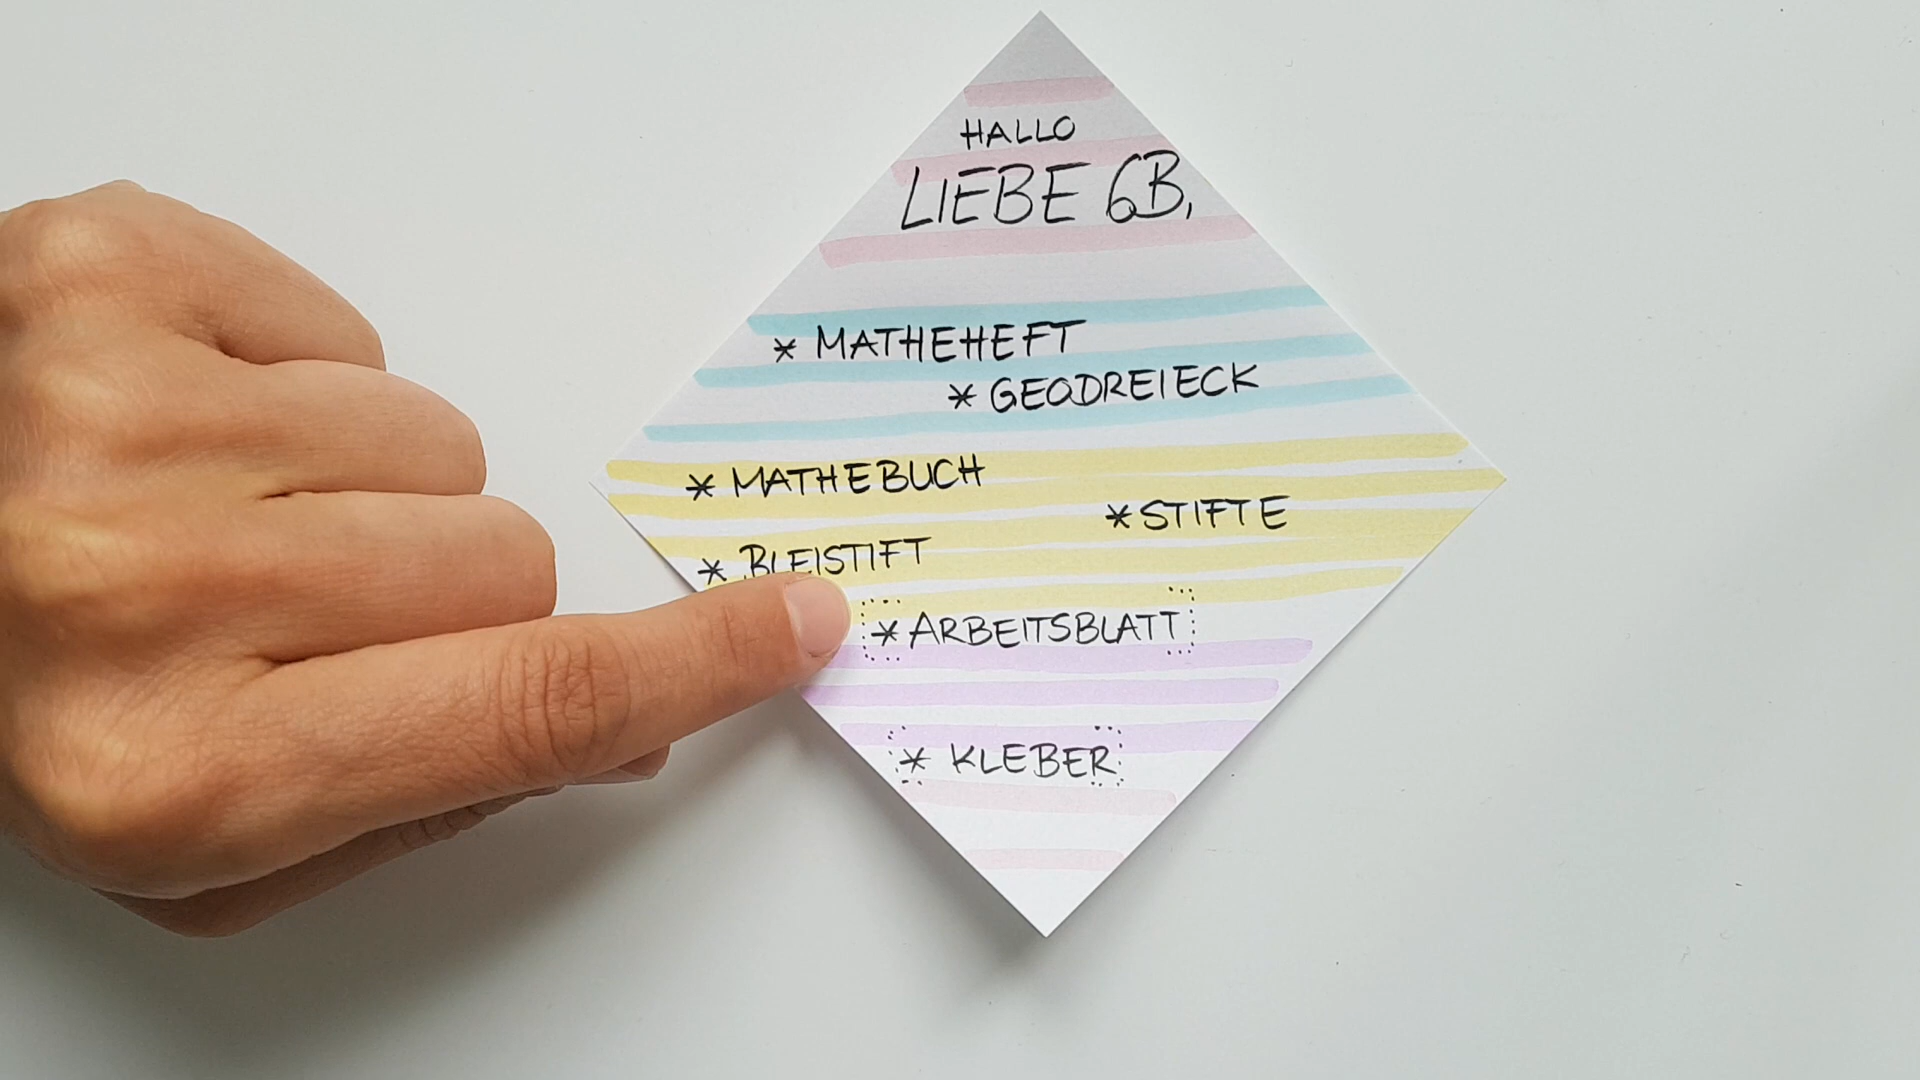 HALLO
LIEBE 6B,
* MATHEHEFT
* GEODREIECK
* MATHEBUCH
* STIFTE
* BLEISTIFT
* ARBEITSBLATT
* KLEBER